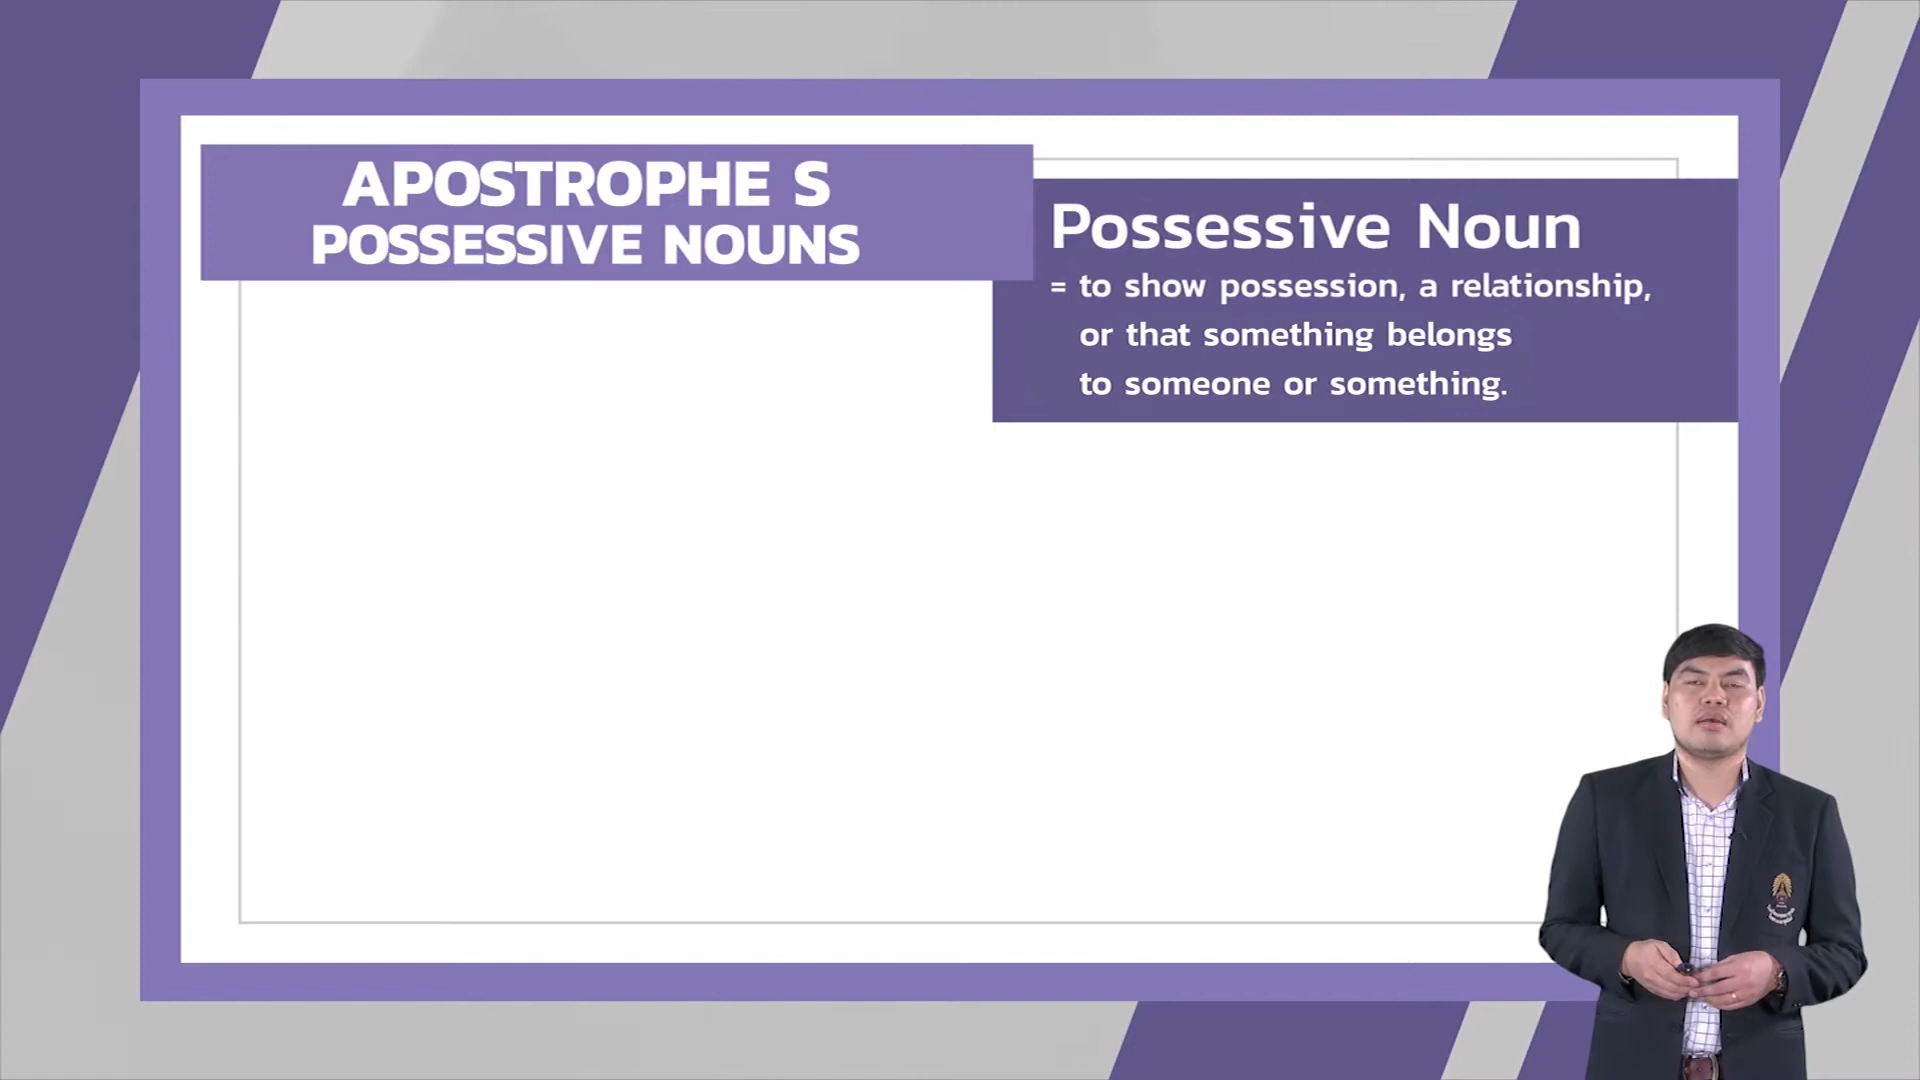 APOSTROPHE S
POSSESSIVE NOUNS
Possessive Noun
= to show possession, a relationship,
or that something belongs
to someone or something.